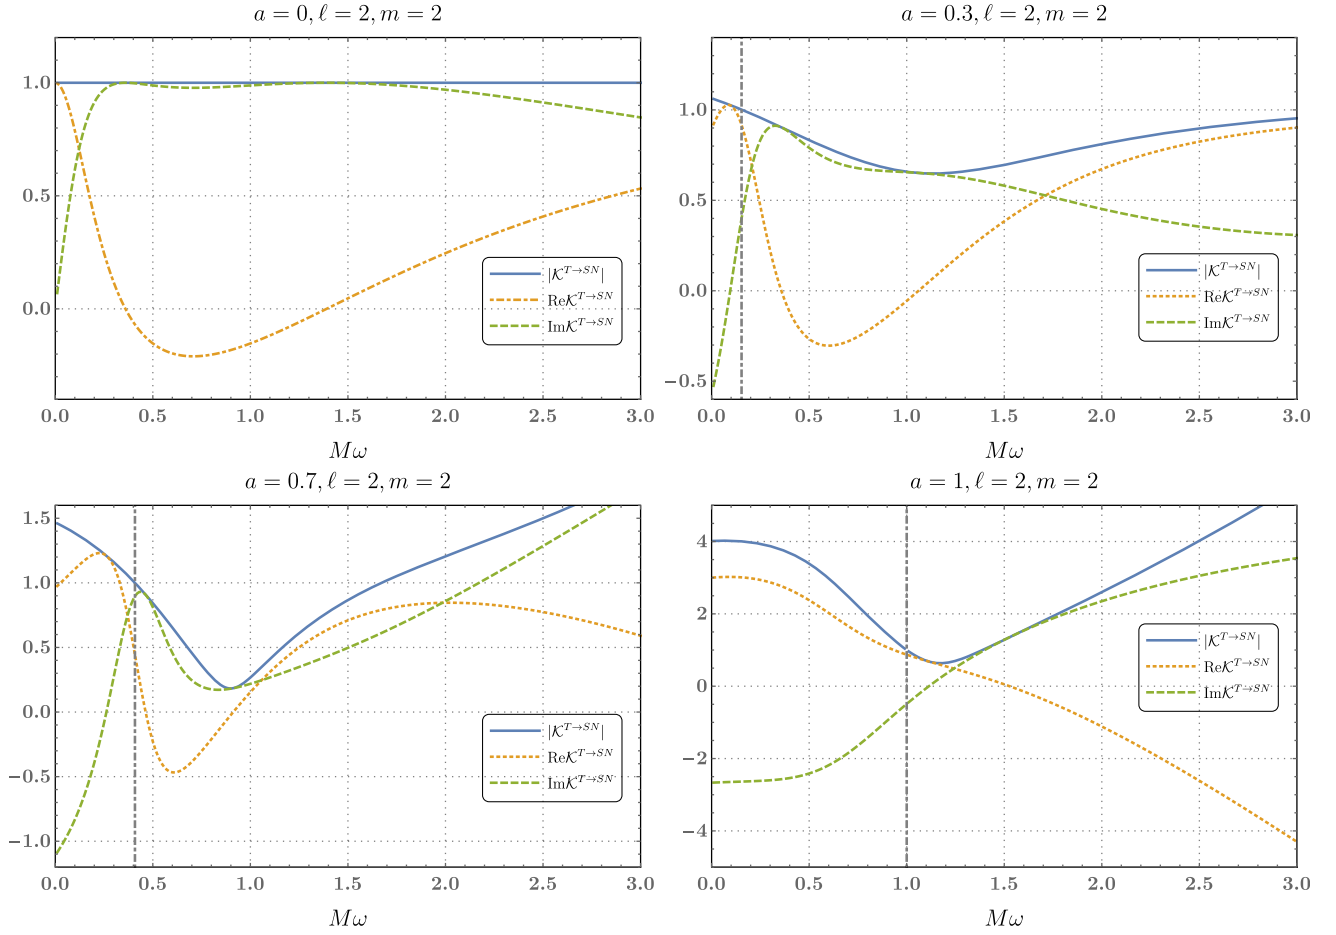 a = 0, ℓ = 2, m = 2
1.0
0.5
0.0
|𝒦^{T→SN}|
Re𝒦^{T→SN}
Im𝒦^{T→SN}
0.0 0.5 1.0 1.5 2.0 2.5 3.0
Mω
a = 0.3, ℓ = 2, m = 2
1.0
0.5
0.0
−0.5
|𝒦^{T→SN}|
Re𝒦^{T→SN}
Im𝒦^{T→SN}
0.0 0.5 1.0 1.5 2.0 2.5 3.0
Mω
a = 0.7, ℓ = 2, m = 2
1.5
1.0
0.5
0.0
−0.5
−1.0
|𝒦^{T→SN}|
Re𝒦^{T→SN}
Im𝒦^{T→SN}
0.0 0.5 1.0 1.5 2.0 2.5 3.0
Mω
a = 1, ℓ = 2, m = 2
4
2
0
−2
−4
|𝒦^{T→SN}|
Re𝒦^{T→SN}
Im𝒦^{T→SN}
0.0 0.5 1.0 1.5 2.0 2.5 3.0
Mω